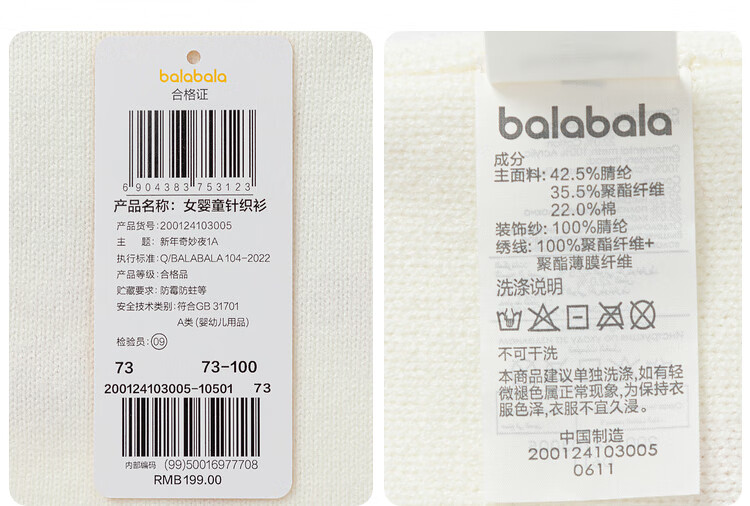 balabala
合格证
6904383753123
产品名称: 女婴童针织衫
产品货号:200124103005
主 题: 新年奇妙夜1A
执行标准: Q/BALABALA 104-2022
产品等级: 合格品
贮藏要求: 防霉防蛀等
安全技术类别: 符合GB 31701
A类 (婴幼儿用品)
检验员: 09
73 73-100
200124103005-10501 73
内部编码 (99)50016977708
RMB199.00
balabala
成分
主面料: 42.5%腈纶
35.5%聚酯纤维
22.0%棉
装饰纱: 100%腈纶
绣线: 100%聚酯纤维+
聚酯薄膜纤维
洗涤说明
不可干洗
本商品建议单独洗涤,如有轻
微褪色属正常现象,为保持衣
服色泽,衣服不宜久浸。
中国制造
200124103005
0611